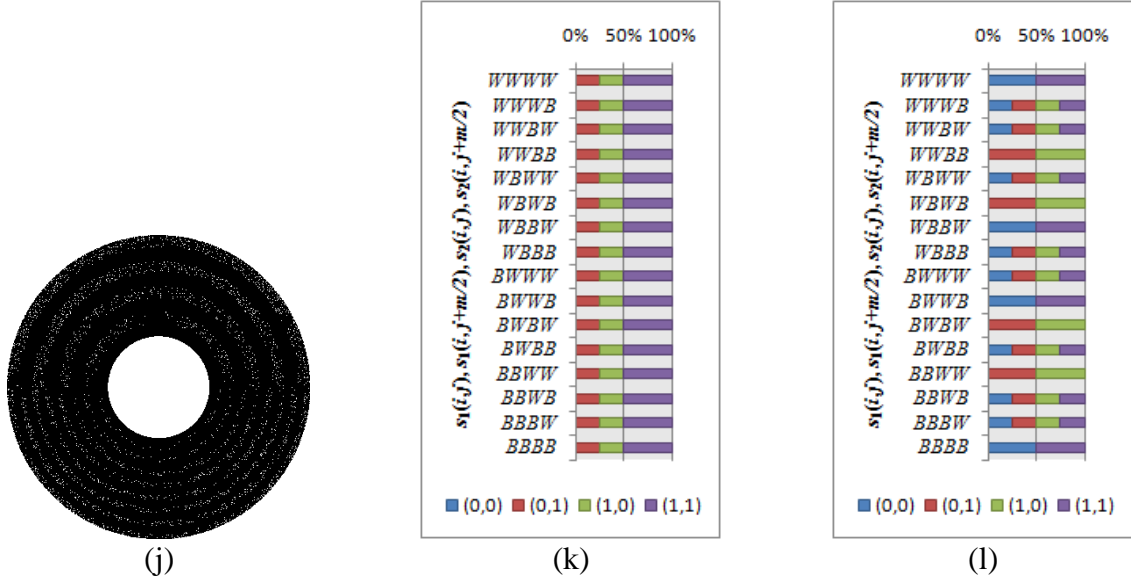 0% 50% 100%
s₁(i,j), s₁(i,j+m/2), s₂(i,j), s₂(i,j+m/2)
WWWW
WWWB
WWBW
WWBB
WBWW
WBWB
WBBW
WBBB
BWWW
BWWB
BWBW
BWBB
BBWW
BBWB
BBBW
BBBB
(0,0) (0,1) (1,0) (1,1)
0% 50% 100%
s₁(i,j), s₁(i,j+m/2), s₂(i,j), s₂(i,j+m/2)
WWWW
WWWB
WWBW
WWBB
WBWW
WBWB
WBBW
WBBB
BWWW
BWWB
BWBW
BWBB
BBWW
BBWB
BBBW
BBBB
(0,0) (0,1) (1,0) (1,1)
(j) (k) (l)